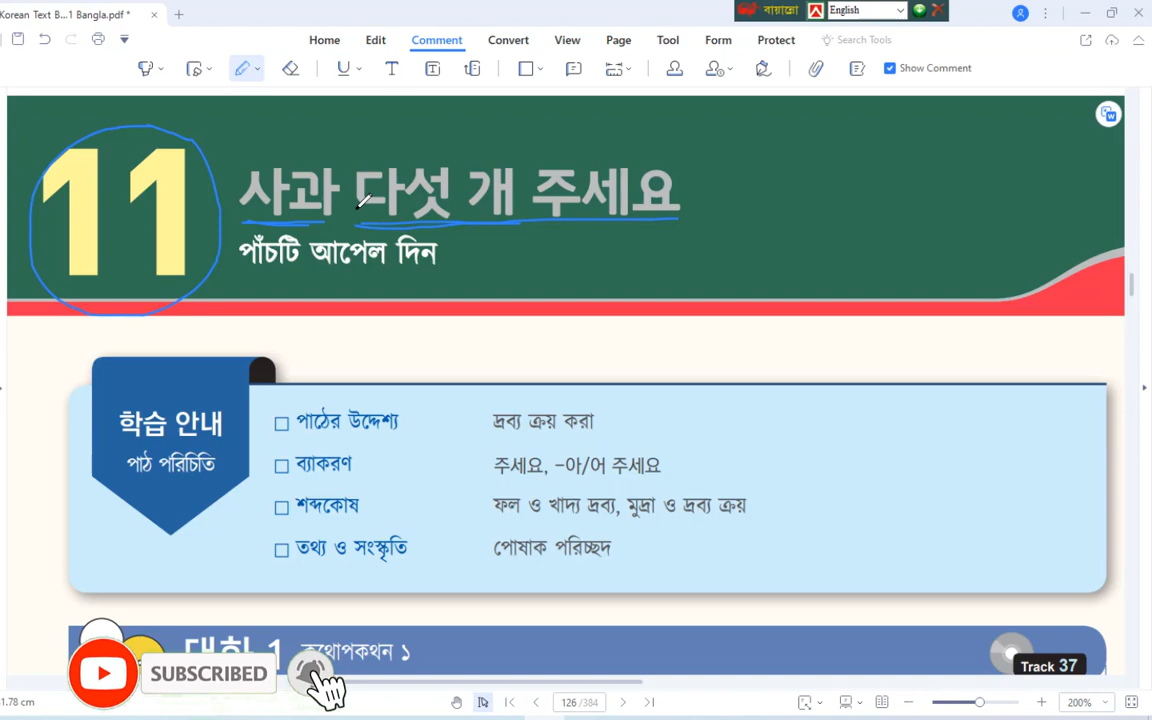 Korean Text B...1 Bangla.pdf *
বায়ান্নো English
Home Edit Comment Convert View Page Tool Form Protect Search Tools
Show Comment
11
사과 다섯 개 주세요
পাঁচটি আপেল দিন
학습 안내
পাঠ পরিচিতি
□ পাঠের উদ্দেশ্য দ্রব্য ক্রয় করা
□ ব্যাকরণ 주세요, -아/어 주세요
□ শব্দকোষ ফল ও খাদ্য দ্রব্য, মুদ্রা ও দ্রব্য ক্রয়
□ তথ্য ও সংস্কৃতি পোষাক পরিচ্ছদ
대화 1 কথোপকথন ১
Track 37
SUBSCRIBED
31.78 cm 126 /384 200%